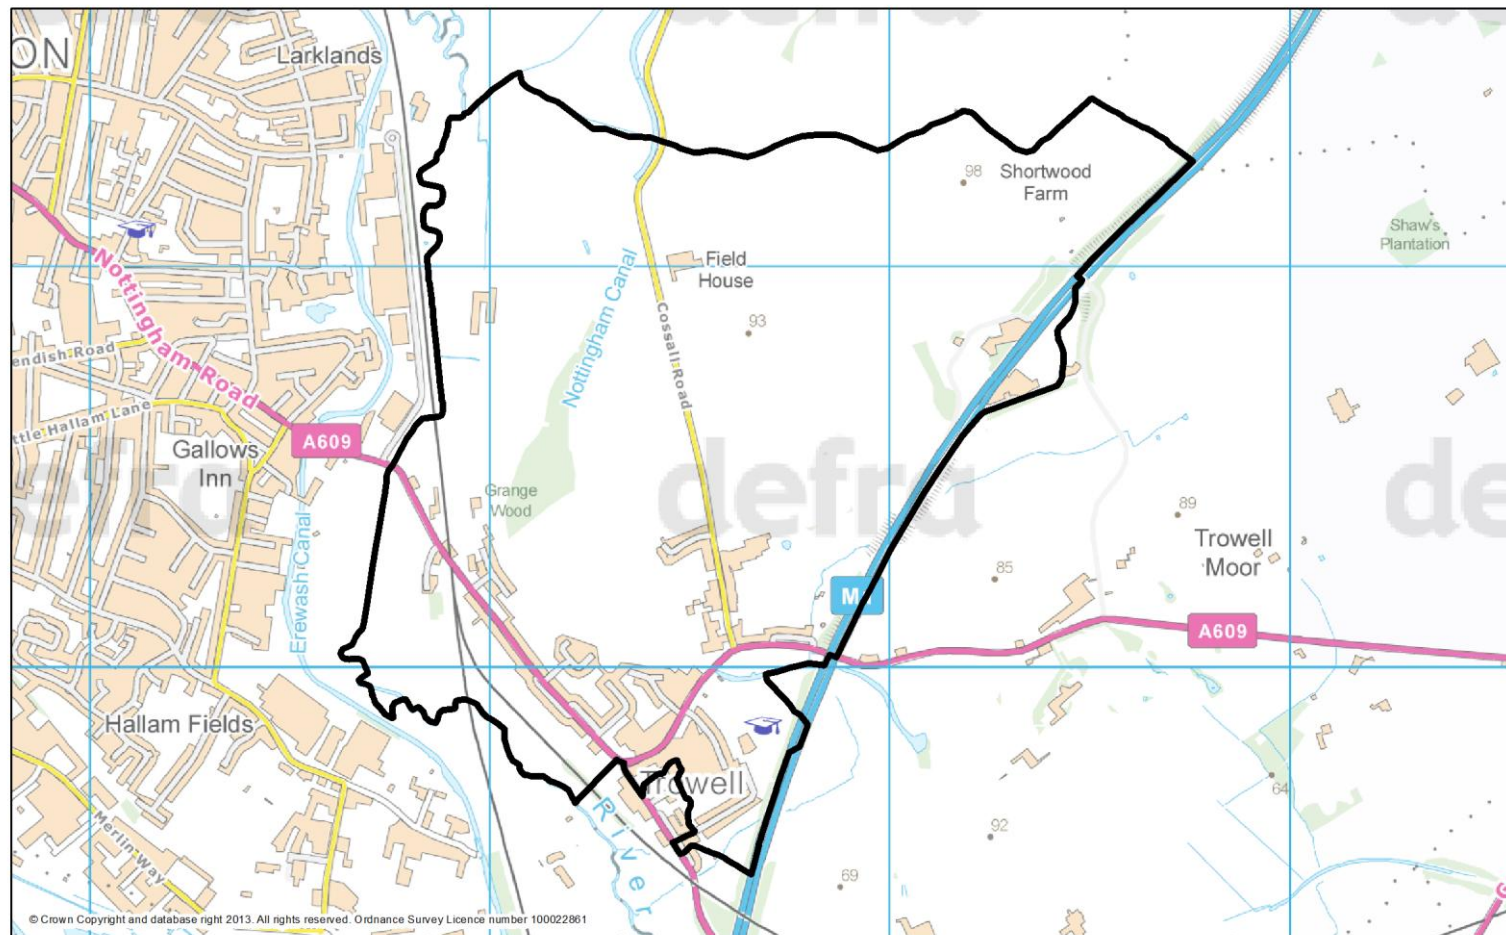 ON
Larklands
Nottingham Road
endish Road
ttle Hallam Lane
A609
Gallows
Inn
Erewash Canal
Hallam Fields
Merlin Way
Nottingham Canal
Grange
Wood
Field
House
93
Cossall Road
98
Shortwood
Farm
Shaw's
Plantation
defra
defra
de
89
Trowell
Moor
85
A609
Trowell
River
64
92
69
© Crown Copyright and database right 2013. All rights reserved. Ordnance Survey Licence number 100022861